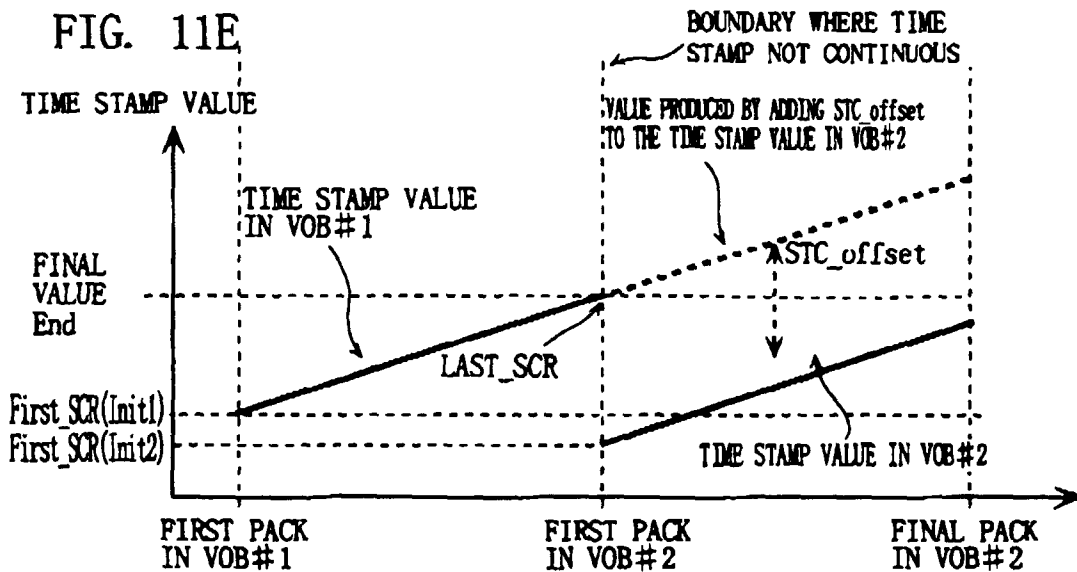 FIG. 11E
BOUNDARY WHERE TIME
STAMP NOT CONTINUOUS
TIME STAMP VALUE
VALUE PRODUCED BY ADDING STC_offset
TO THE TIME STAMP VALUE IN VOB#2
TIME STAMP VALUE
IN VOB#1
STC_offset
FINAL
VALUE
End
LAST_SCR
First_SCR(Init1)
First_SCR(Init2)
TIME STAMP VALUE IN VOB#2
FIRST PACK
IN VOB#1
FIRST PACK
IN VOB#2
FINAL PACK
IN VOB#2